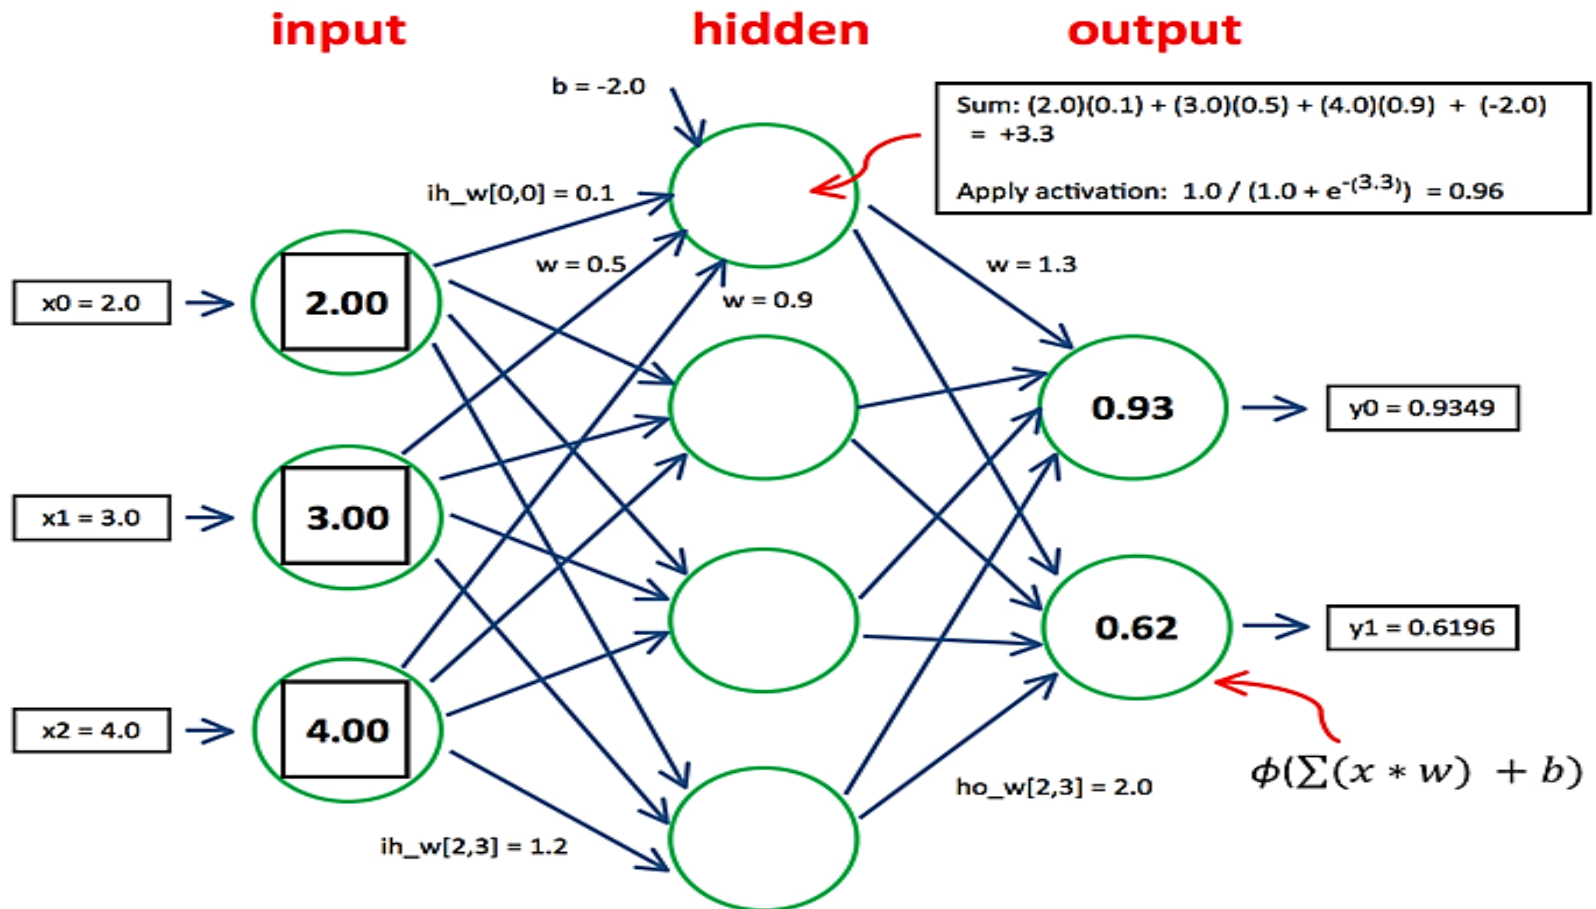 input
hidden
output
b = -2.0
Sum: (2.0)(0.1) + (3.0)(0.5) + (4.0)(0.9) + (-2.0)
= +3.3
Apply activation: 1.0 / (1.0 + e^-(3.3)) = 0.96
ih_w[0,0] = 0.1
w = 0.5
w = 0.9
w = 1.3
x0 = 2.0
2.00
0.93
y0 = 0.9349
x1 = 3.0
3.00
0.62
y1 = 0.6196
x2 = 4.0
4.00
ϕ(∑(x * w) + b)
ho_w[2,3] = 2.0
ih_w[2,3] = 1.2